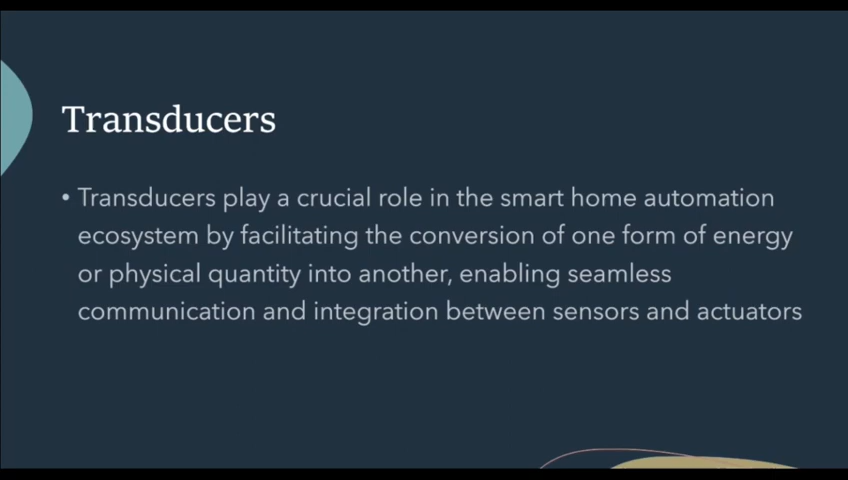 Transducers
• Transducers play a crucial role in the smart home automation
ecosystem by facilitating the conversion of one form of energy
or physical quantity into another, enabling seamless
communication and integration between sensors and actuators